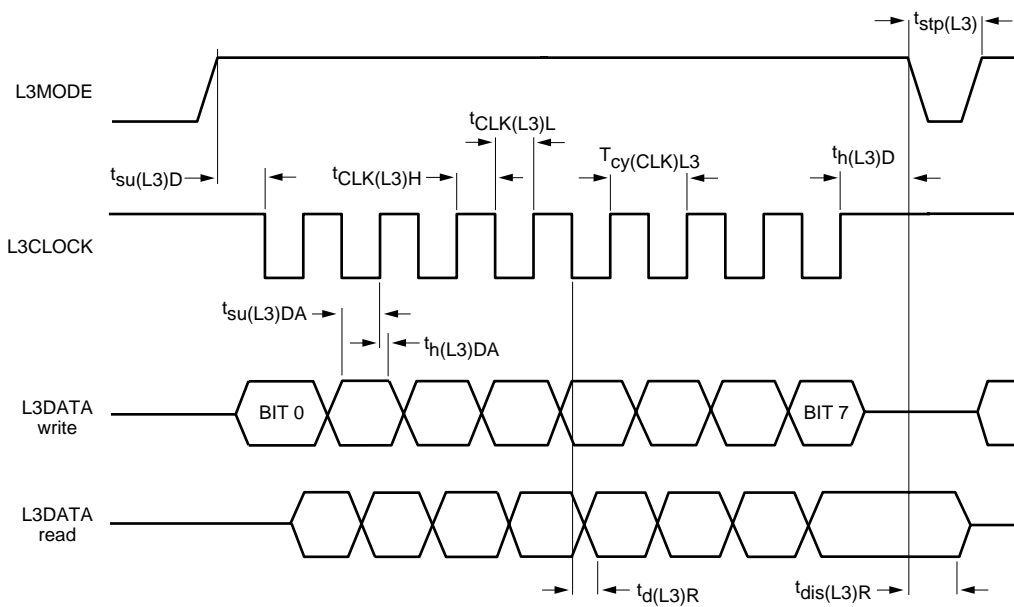 tstp(L3)
L3MODE
tCLK(L3)L
tsu(L3)D
tCLK(L3)H
Tcy(CLK)L3
th(L3)D
L3CLOCK
tsu(L3)DA
th(L3)DA
L3DATA
write
BIT 0
BIT 7
L3DATA
read
td(L3)R
tdis(L3)R